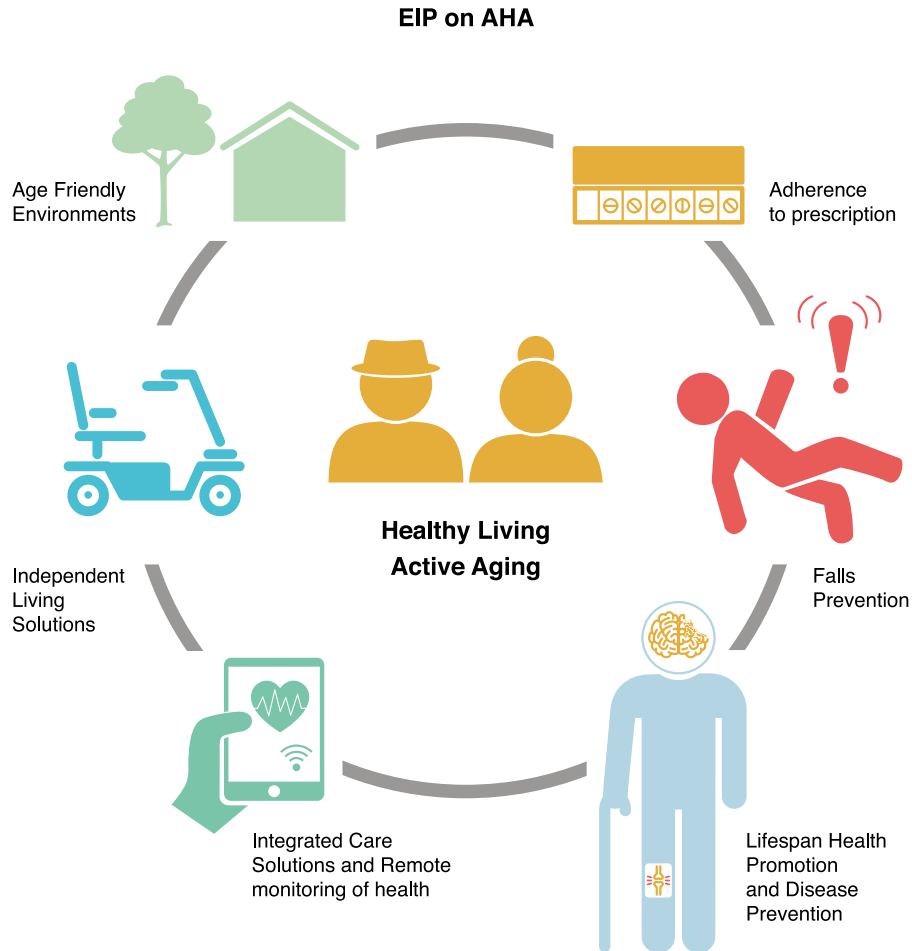 EIP on AHA
Age Friendly
Environments
Adherence
to prescription
Healthy Living
Active Aging
Independent
Living
Solutions
Falls
Prevention
Integrated Care
Solutions and Remote
monitoring of health
Lifespan Health
Promotion
and Disease
Prevention